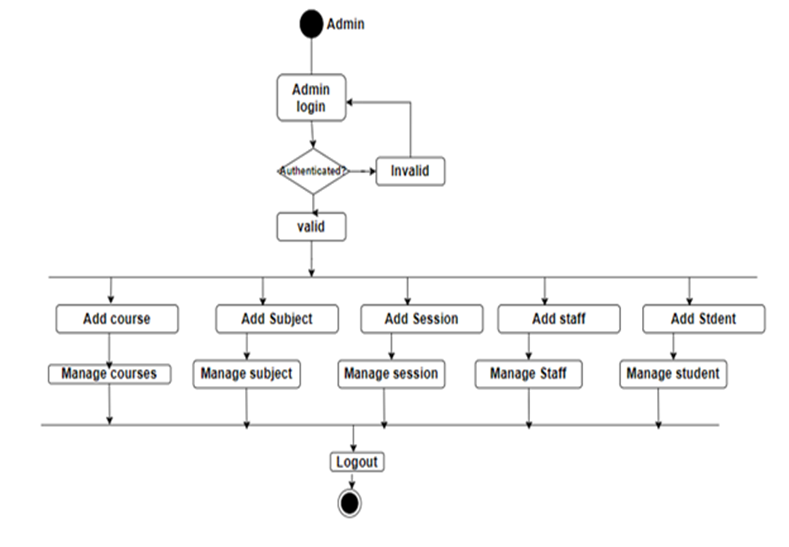 Admin
Admin
login
Authenticated?
Invalid
valid
Add course
Add Subject
Add Session
Add staff
Add Stdent
Manage courses
Manage subject
Manage session
Manage Staff
Manage student
Logout